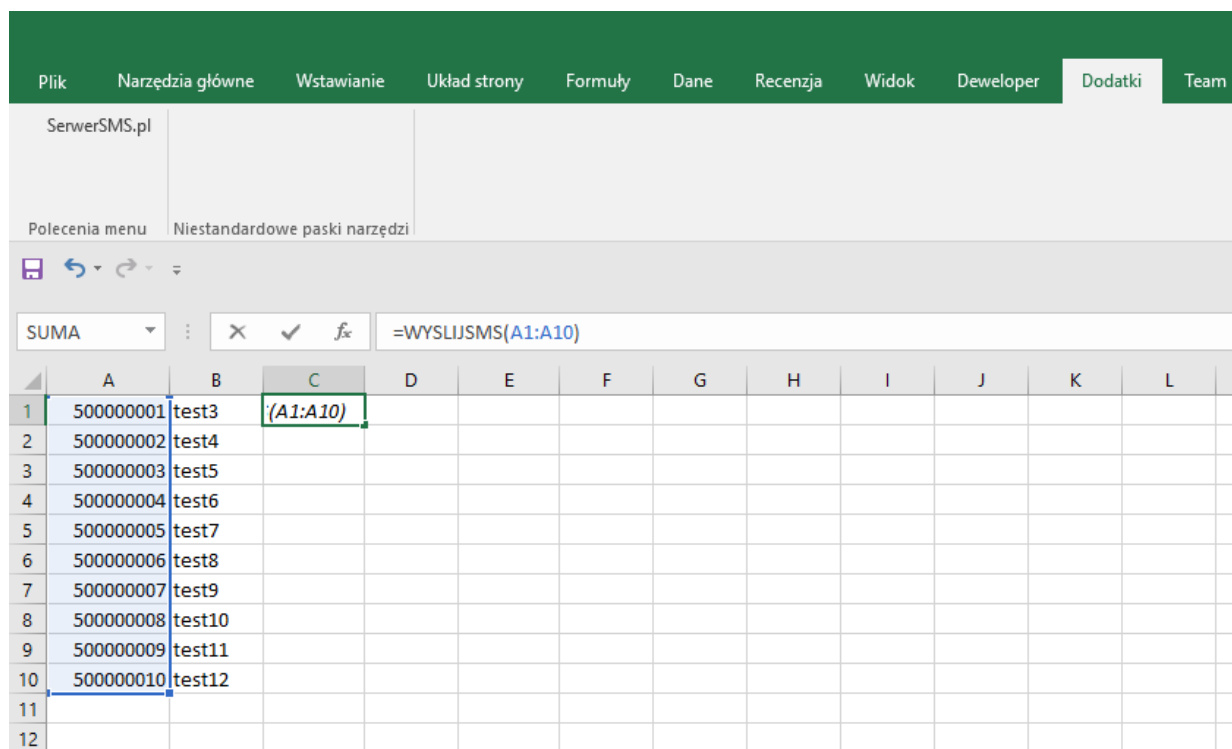 Plik Narzędzia główne Wstawianie Układ strony Formuły Dane Recenzja Widok Deweloper Dodatki Team
SerwerSMS.pl
Polecenia menu Niestandardowe paski narzędzi
SUMA fx =WYSLIJSMS(A1:A10)
A B C D E F G H I J K L
1 500000001 test3 (A1:A10)
2 500000002 test4
3 500000003 test5
4 500000004 test6
5 500000005 test7
6 500000006 test8
7 500000007 test9
8 500000008 test10
9 500000009 test11
10 500000010 test12
11
12